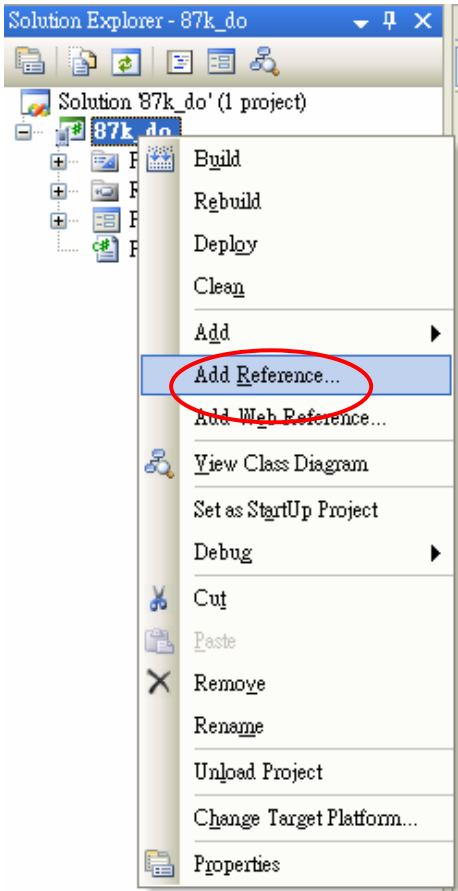 Solution Explorer - 87k_do
Solution '87k_do' (1 project)
87k_do
Build
Rebuild
Deploy
Clean
Add
Add Reference...
Add Web Reference...
View Class Diagram
Set as StartUp Project
Debug
Cut
Paste
Remove
Rename
Unload Project
Change Target Platform...
Properties